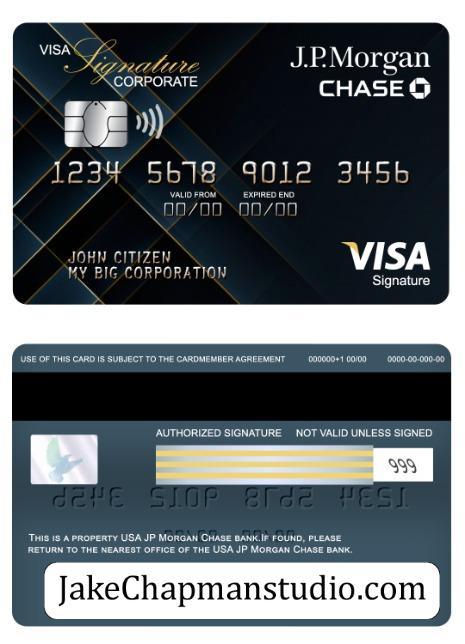 VISA Signature
CORPORATE
J.P.Morgan
CHASE
1234 5678 9012 3456
VALID FROM EXPIRED END
00/00 00/00
JOHN CITIZEN
MY BIG CORPORATION
VISA
Signature
USE OF THIS CARD IS SUBJECT TO THE CARDMEMBER AGREEMENT 000000+1 00/00 0000-00-000-00
AUTHORIZED SIGNATURE NOT VALID UNLESS SIGNED
999
THIS IS A PROPERTY USA JP MORGAN CHASE BANK.IF FOUND, PLEASE
RETURN TO THE NEAREST OFFICE OF THE USA JP MORGAN CHASE BANK.
JakeChapmanstudio.com